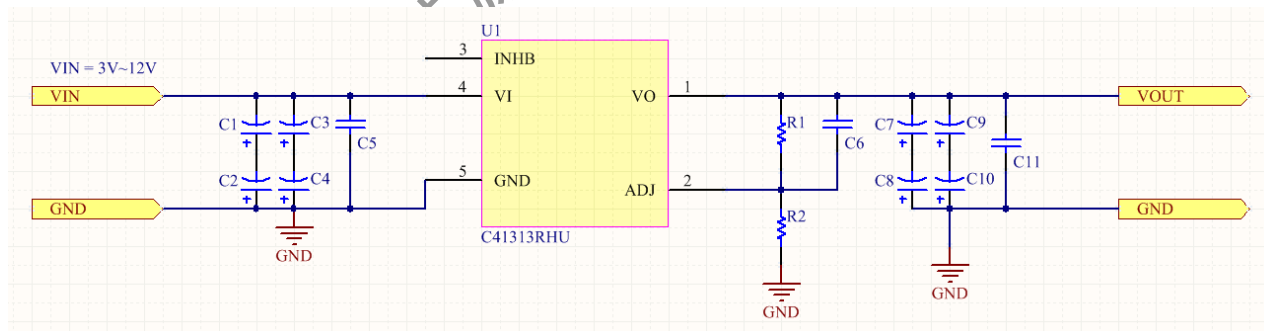 U1
3
INHB
VIN = 3V~12V
VIN
4
VI
VO
1
VOUT
C1
C3
C5
R1
C6
C7
C9
C11
+
+
+
+
C2
C4
5
GND
ADJ
2
C8
C10
+
+
+
+
GND
GND
R2
C41313RHU
GND
GND
GND